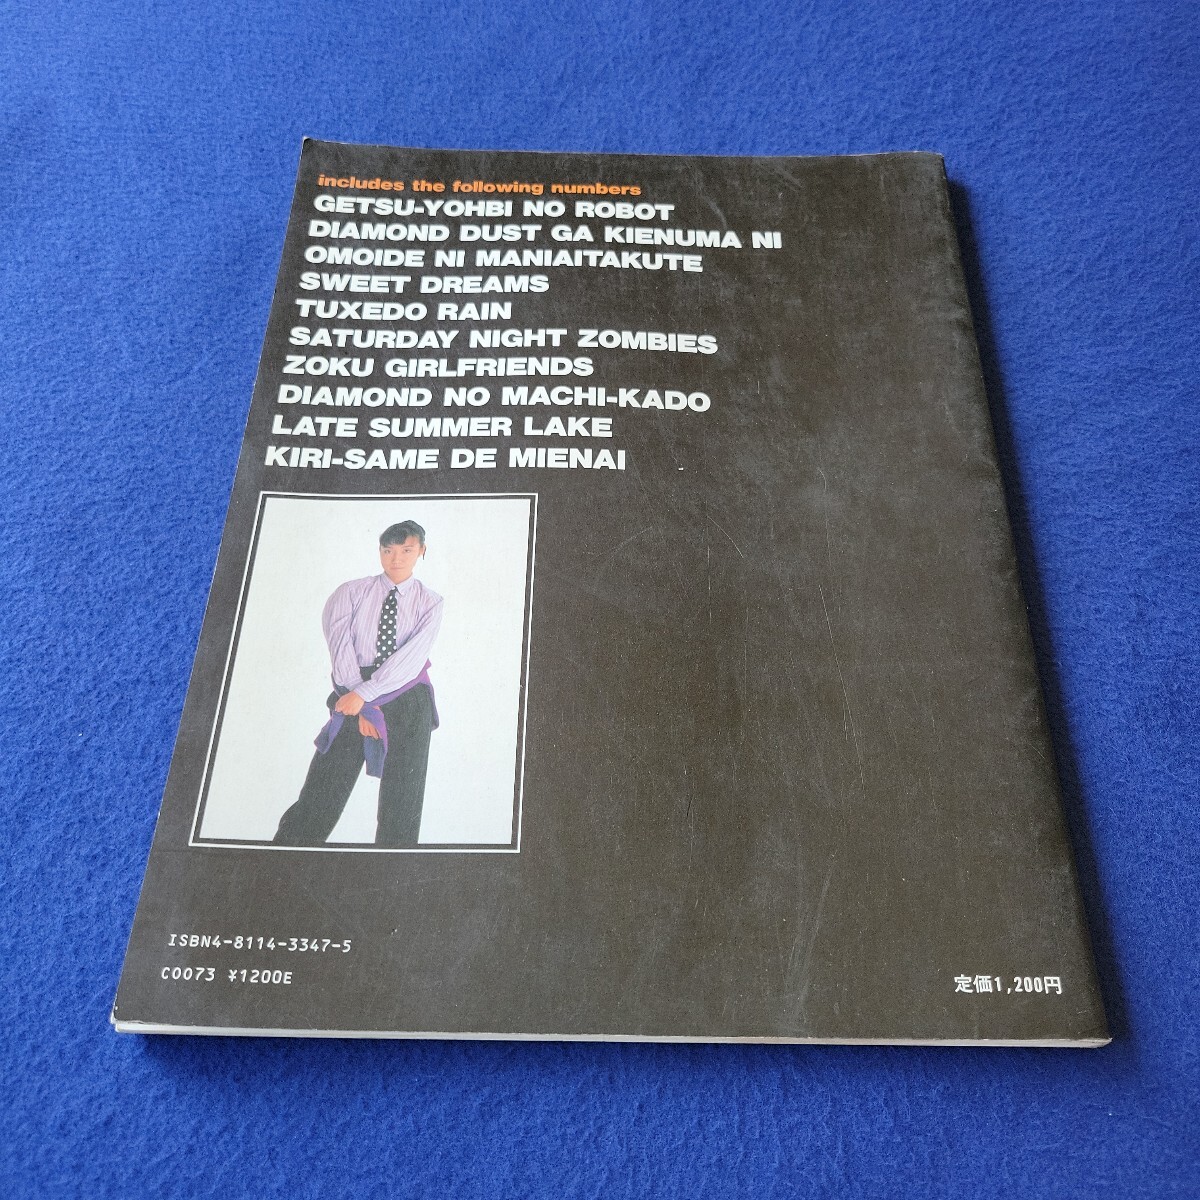 includes the following numbers
GETSU-YOHBI NO ROBOT
DIAMOND DUST GA KIENUMA NI
OMOIDE NI MANIAITAKUTE
SWEET DREAMS
TUXEDO RAIN
SATURDAY NIGHT ZOMBIES
ZOKU GIRLFRIENDS
DIAMOND NO MACHI-KADO
LATE SUMMER LAKE
KIRI-SAME DE MIENAI
ISBN4-8114-3347-5
C0073 ¥1200E
定価1,200円